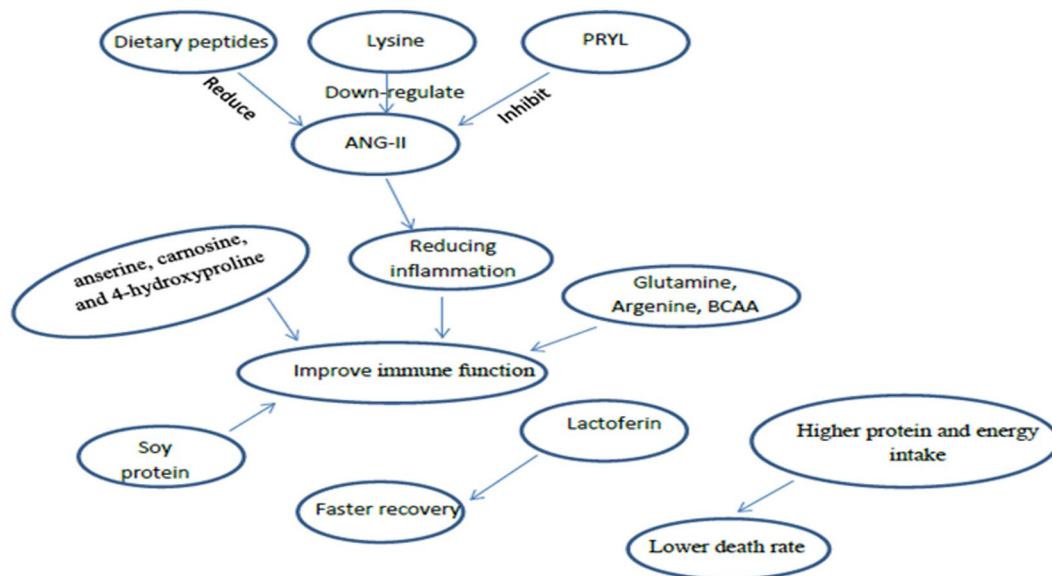 Dietary peptides
Lysine
PRYL
Reduce
Down-regulate
Inhibit
ANG-II
anserine, carnosine,
and 4-hydroxyproline
Reducing
inflammation
Glutamine,
Argenine, BCAA
Improve immune function
Soy
protein
Lactoferin
Higher protein and energy
intake
Faster recovery
Lower death rate